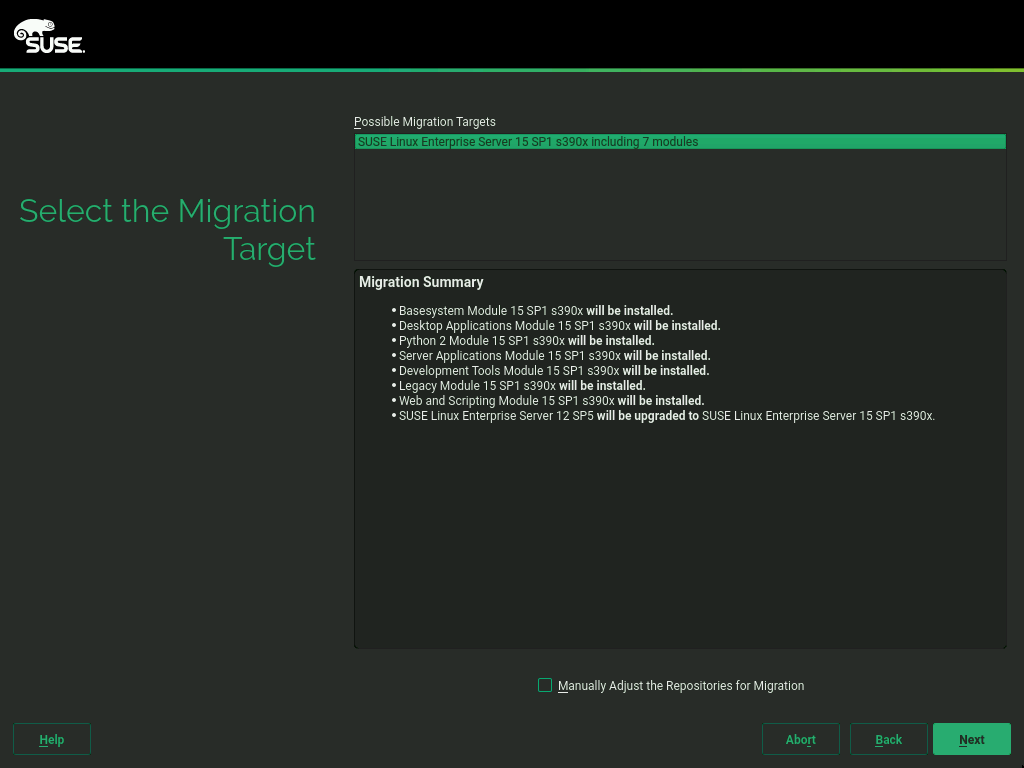 SUSE
Possible Migration Targets
SUSE Linux Enterprise Server 15 SP1 s390x including 7 modules
Select the Migration
Target
Migration Summary
• Basesystem Module 15 SP1 s390x will be installed.
• Desktop Applications Module 15 SP1 s390x will be installed.
• Python 2 Module 15 SP1 s390x will be installed.
• Server Applications Module 15 SP1 s390x will be installed.
• Development Tools Module 15 SP1 s390x will be installed.
• Legacy Module 15 SP1 s390x will be installed.
• Web and Scripting Module 15 SP1 s390x will be installed.
• SUSE Linux Enterprise Server 12 SP5 will be upgraded to SUSE Linux Enterprise Server 15 SP1 s390x.
Manually Adjust the Repositories for Migration
Help
Abort
Back
Next